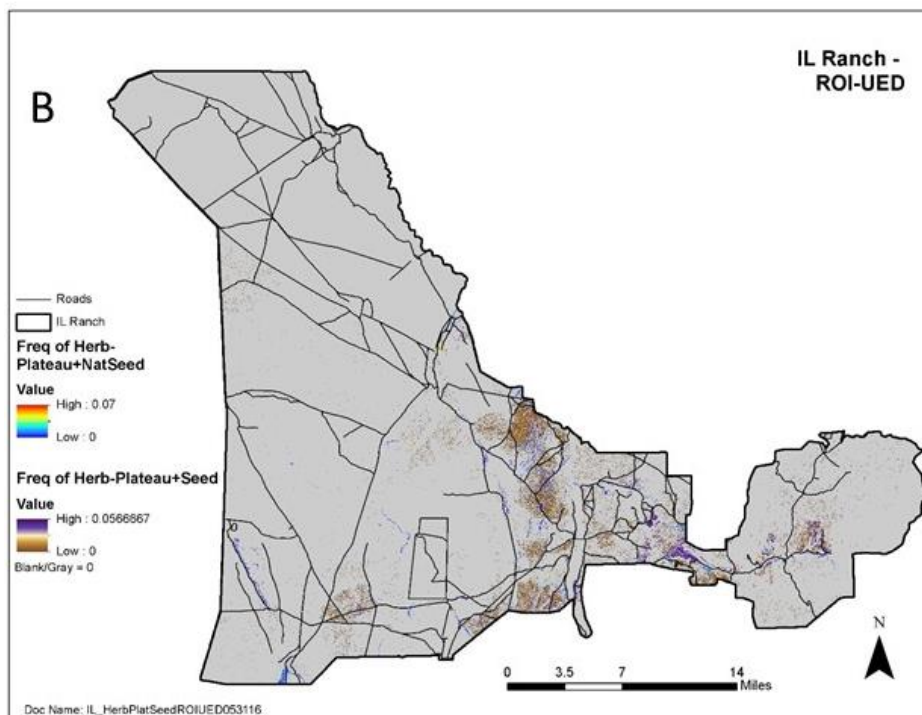 B
IL Ranch -
ROI-UED
Roads
IL Ranch
Freq of Herb-
Plateau+NatSeed
Value
High : 0.07
Low : 0
Freq of Herb-Plateau+Seed
Value
High : 0.0566667
Low : 0
Blank/Gray = 0
N
0 3.5 7 14
Miles
Doc Name: IL_HerbPlatSeedROIUED053116